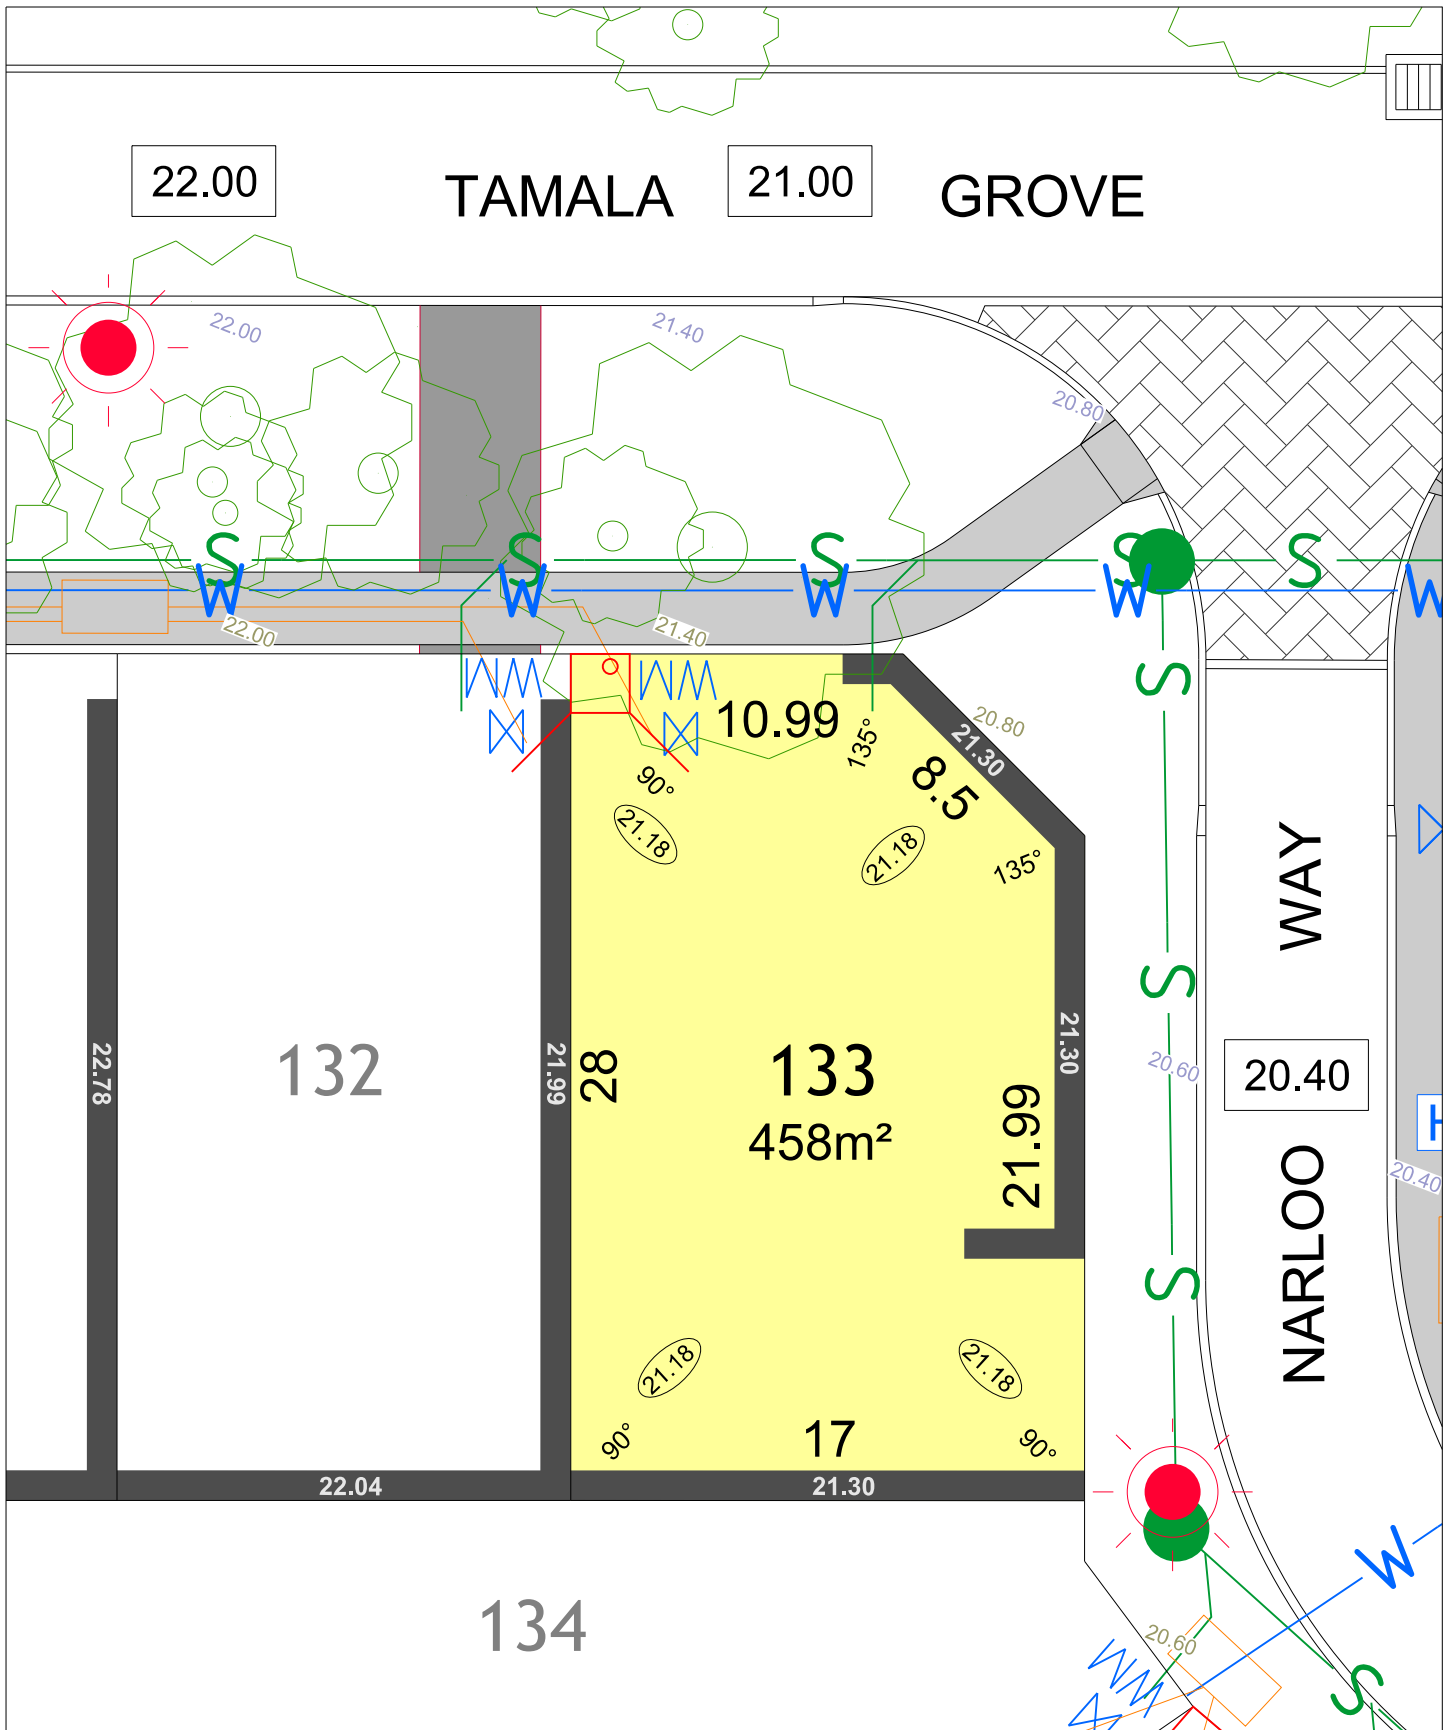 22.00
TAMALA
21.00
GROVE
22.00
21.40
20.80
S
S
S
S
S
W
W
W
W
W
22.00
21.40
10.99
135°
20.80
21.30
8.5
90°
21.18
21.18
135°
S
WAY
S
132
22.78
21.99
28
133
458m²
21.30
21.99
20.60
20.40
H
20.40
NARLOO
S
21.18
21.18
90°
17
90°
22.04
21.30
134
W
20.60
S